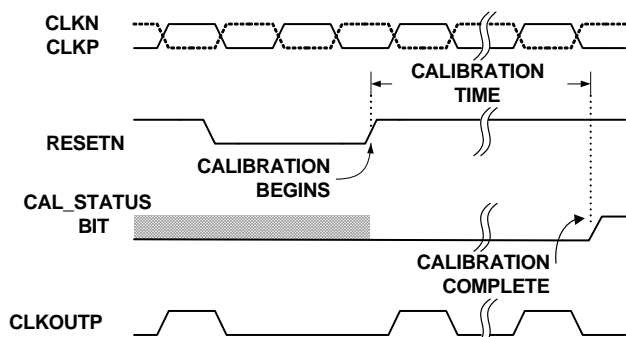 CLKN
CLKP
CALIBRATION
TIME
RESETN
CALIBRATION
BEGINS
CAL_STATUS
BIT
CALIBRATION
COMPLETE
CLKOUTP